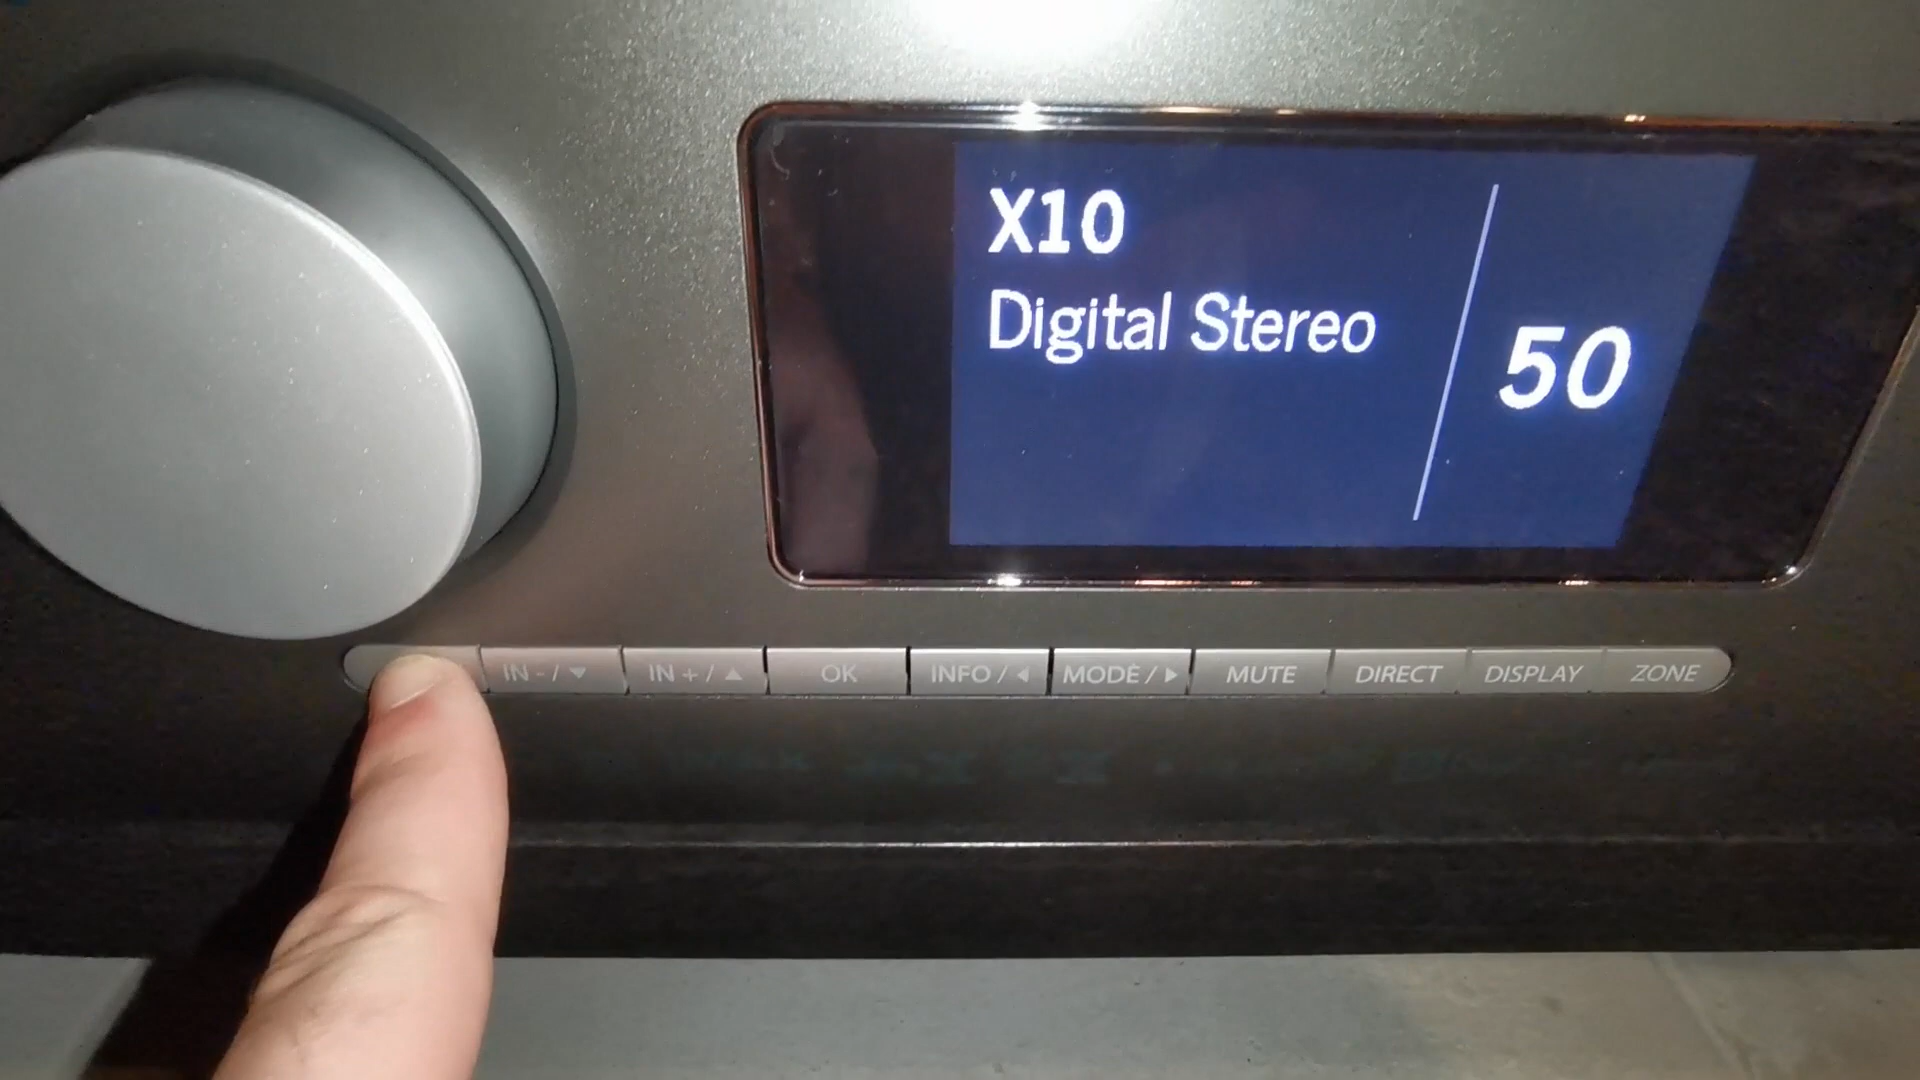 X10
Digital Stereo
50
IN - / ▼ IN + / ▲ OK INFO / ◀ MODE / ▶ MUTE DIRECT DISPLAY ZONE